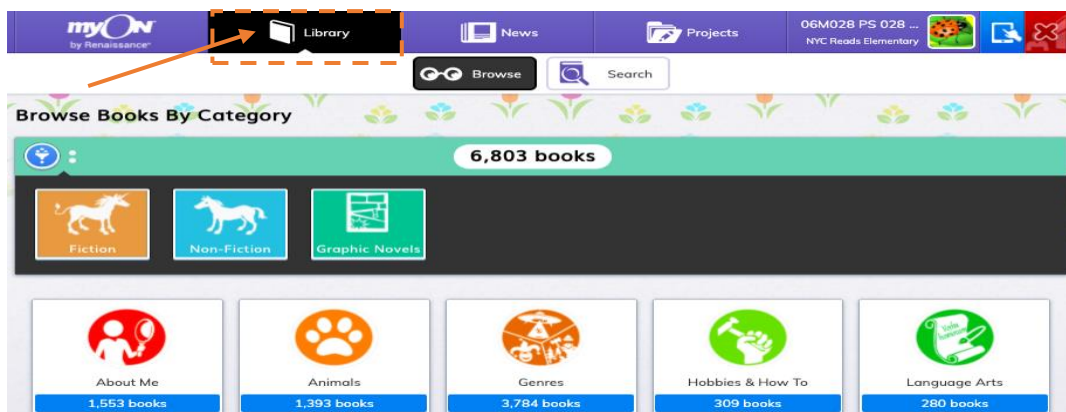 myON
by Renaissance
Library
News
Projects
06M028 PS 028 ...
NYC Reads Elementary
Browse
Search
Browse Books By Category
6,803 books
Fiction
Non-Fiction
Graphic Novels
About Me
Animals
Genres
Hobbies & How To
Language Arts
1,553 books
1,393 books
3,784 books
309 books
280 books